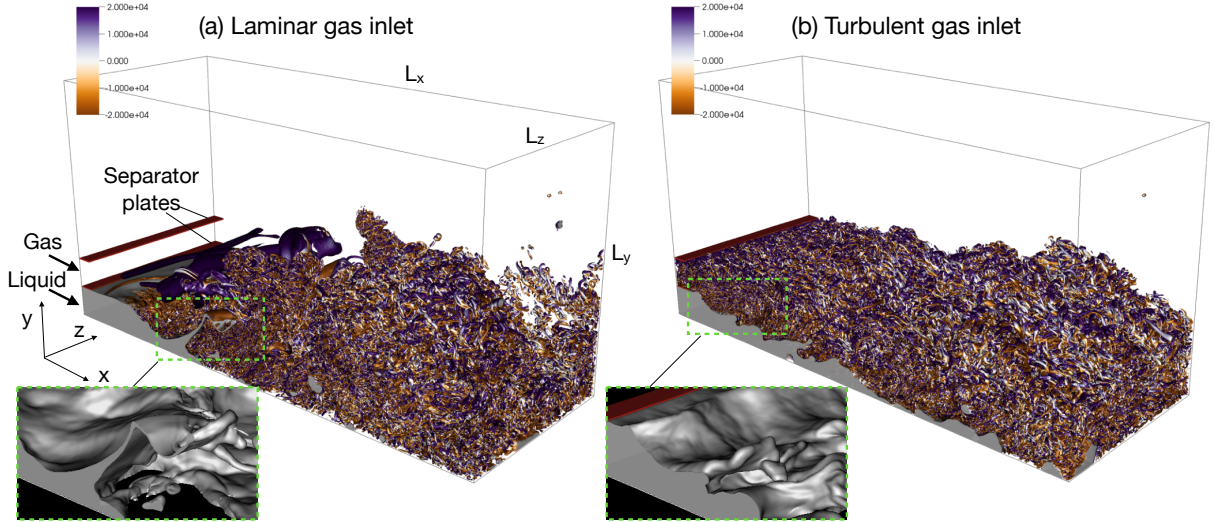 (a) Laminar gas inlet
2.000e+04
1.000e+04
0.000
-1.000e+04
-2.000e+04
Lx
Lz
Separator
plates
Gas
Liquid
Ly
y
z
x
(b) Turbulent gas inlet
2.000e+04
1.000e+04
0.000
-1.000e+04
-2.000e+04